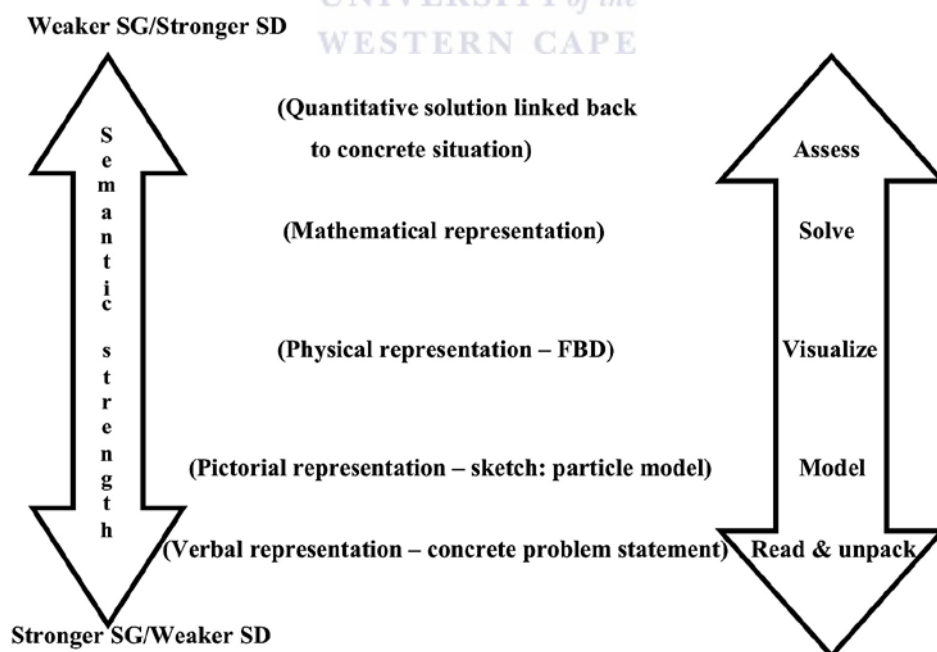 UNIVERSITY of the
WESTERN CAPE
Weaker SG/Stronger SD
Semantic strength
(Quantitative solution linked back
to concrete situation)
Assess
(Mathematical representation)
Solve
(Physical representation – FBD)
Visualize
(Pictorial representation – sketch: particle model)
Model
(Verbal representation – concrete problem statement)
Read & unpack
Stronger SG/Weaker SD